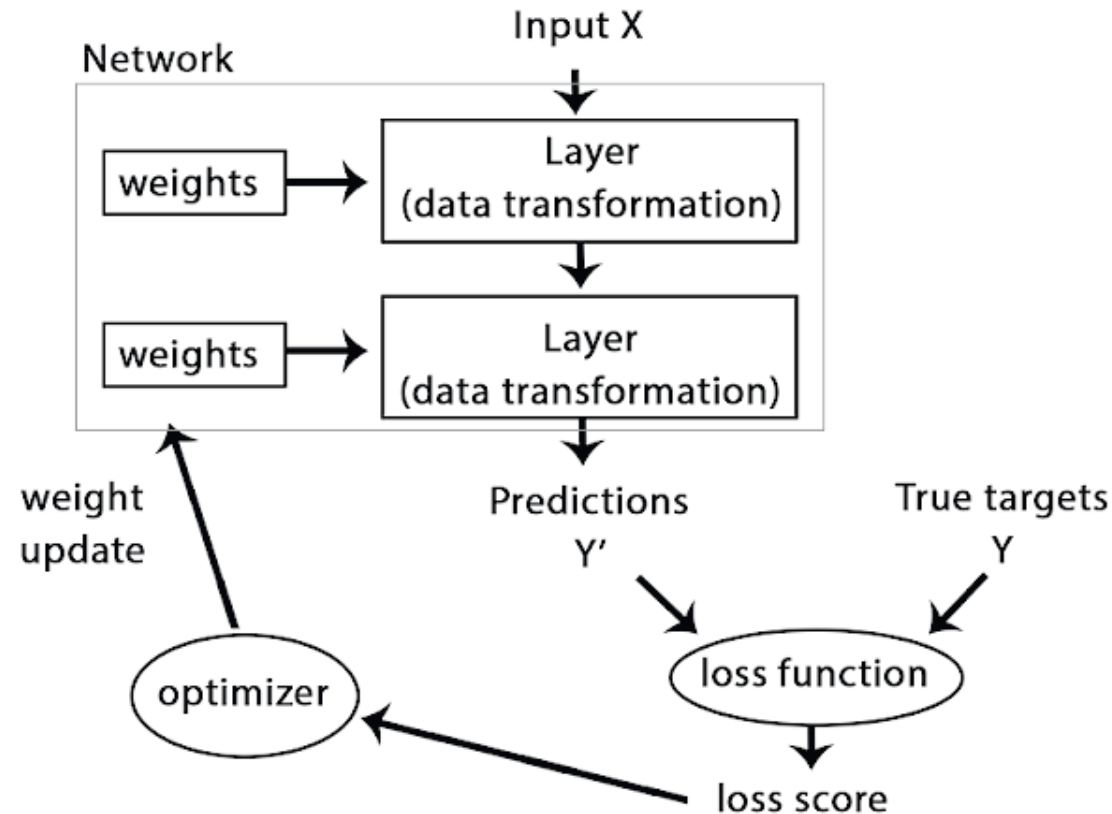 Input X
Network
weights
Layer
(data transformation)
weights
Layer
(data transformation)
weight
update
Predictions
Y’
True targets
Y
optimizer
loss function
loss score